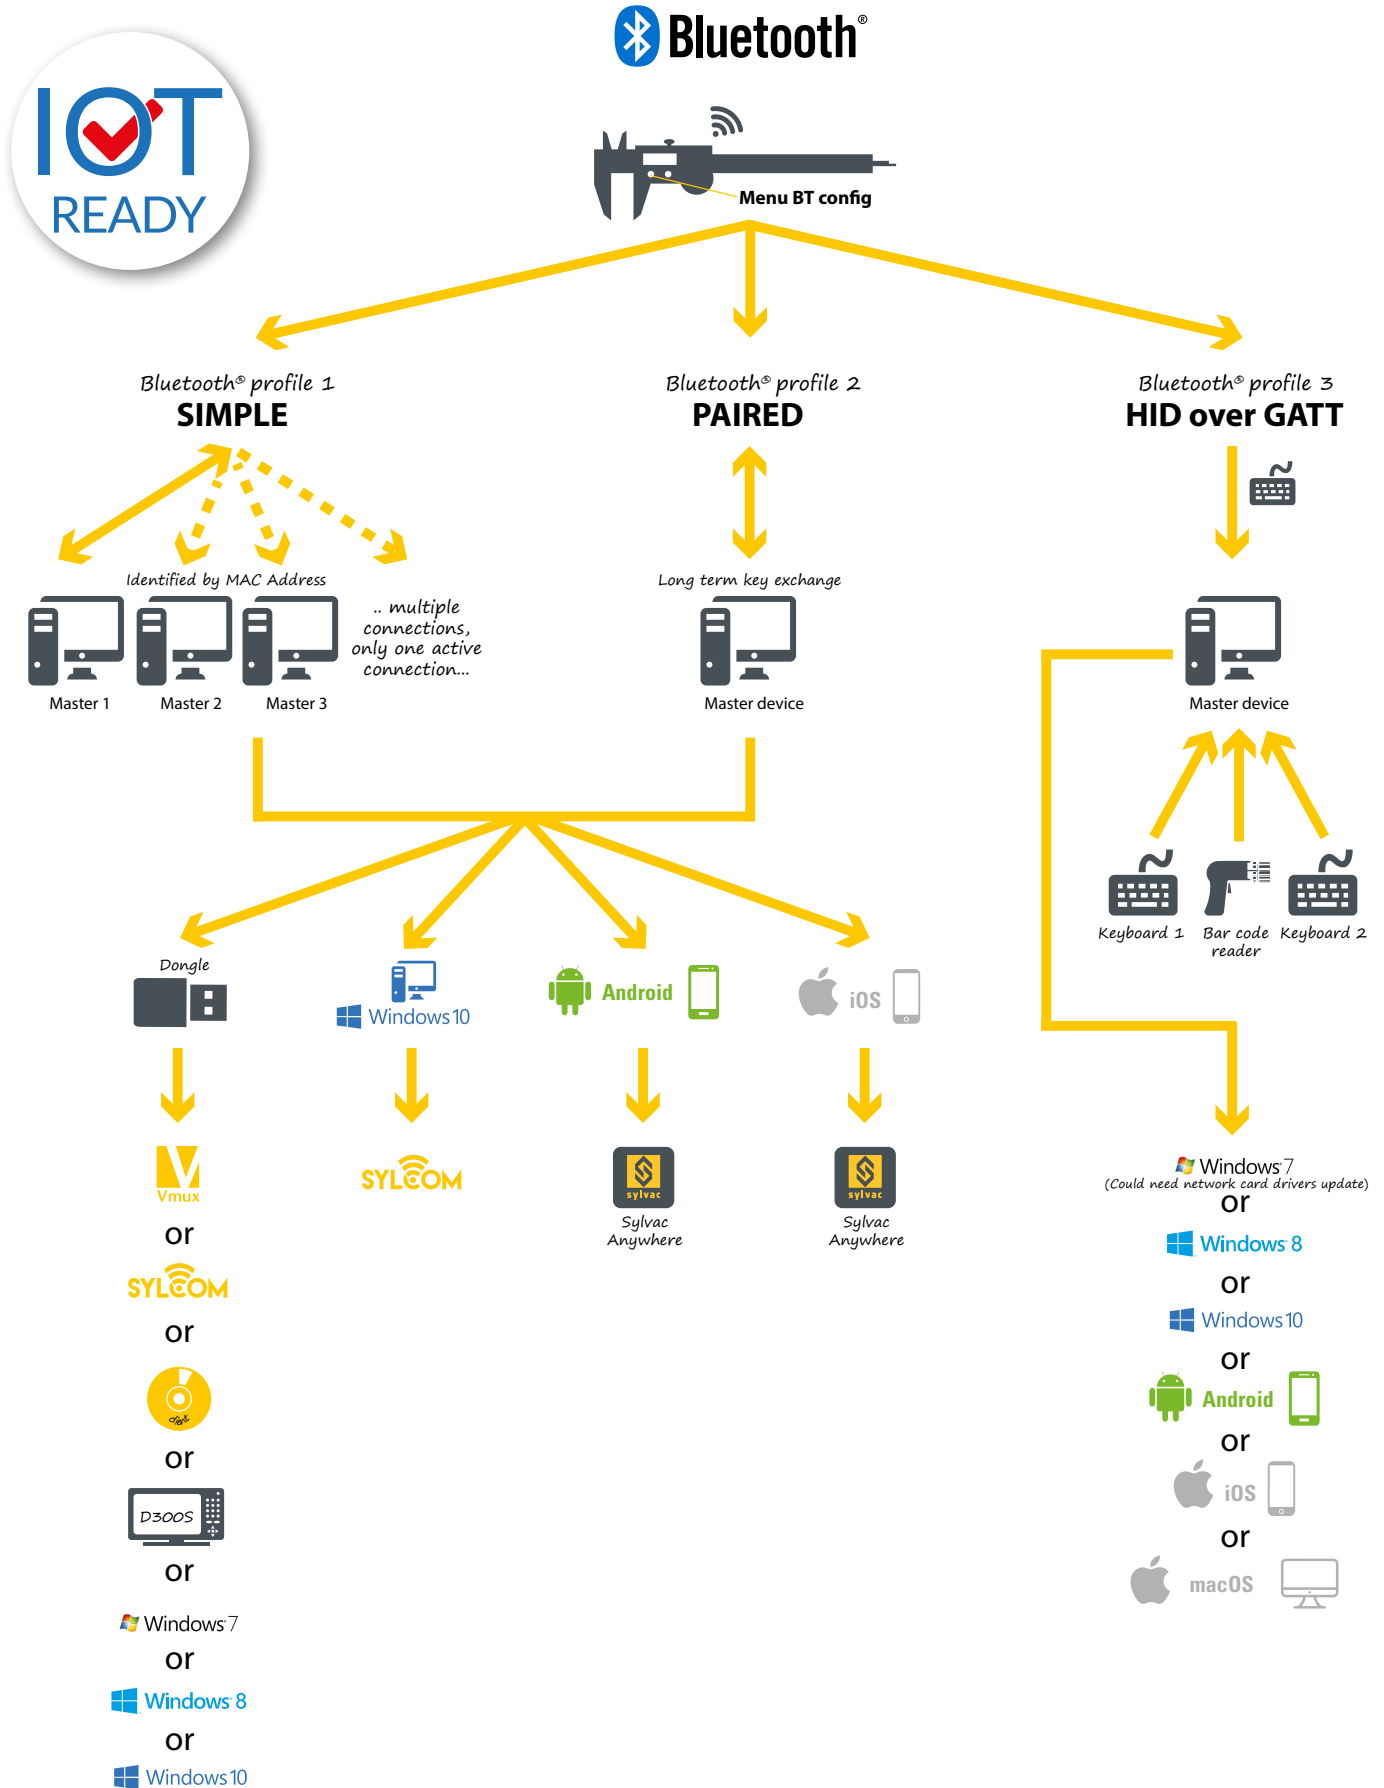 Bluetooth®
IOT
READY
Menu BT config
Bluetooth® profile 1
SIMPLE
Bluetooth® profile 2
PAIRED
Bluetooth® profile 3
HID over GATT
Identified by MAC Address
.. multiple
connections,
only one active
connection...
Master 1
Master 2
Master 3
Long term key exchange
Master device
Master device
Keyboard 1
Bar code
reader
Keyboard 2
Dongle
Windows 10
Android
iOS
Vmux
or
SYLCOM
or
client
or
D300S
or
Windows 7
or
Windows 8
or
Windows 10
SYLCOM
sylvac
Sylvac
Anywhere
sylvac
Sylvac
Anywhere
Windows 7
(Could need network card drivers update)
or
Windows 8
or
Windows 10
or
Android
or
iOS
or
macOS